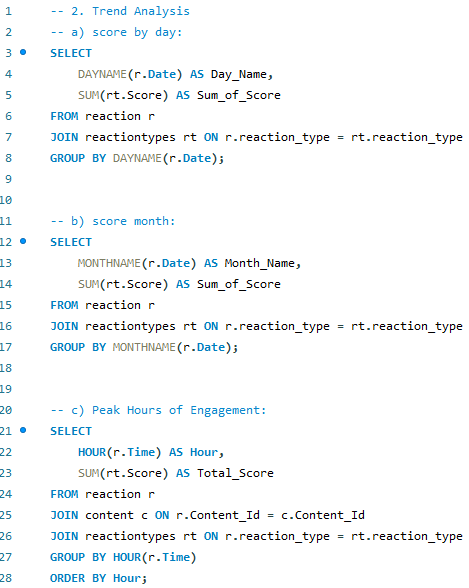 1 -- 2. Trend Analysis
2 -- a) score by day:
3 SELECT
4 DAYNAME(r.Date) AS Day_Name,
5 SUM(rt.Score) AS Sum_of_Score
6 FROM reaction r
7 JOIN reactiontypes rt ON r.reaction_type = rt.reaction_type
8 GROUP BY DAYNAME(r.Date);
9
10
11 -- b) score month:
12 SELECT
13 MONTHNAME(r.Date) AS Month_Name,
14 SUM(rt.Score) AS Sum_of_Score
15 FROM reaction r
16 JOIN reactiontypes rt ON r.reaction_type = rt.reaction_type
17 GROUP BY MONTHNAME(r.Date);
18
19
20 -- c) Peak Hours of Engagement:
21 SELECT
22 HOUR(r.Time) AS Hour,
23 SUM(rt.Score) AS Total_Score
24 FROM reaction r
25 JOIN content c ON r.Content_Id = c.Content_Id
26 JOIN reactiontypes rt ON r.reaction_type = rt.reaction_type
27 GROUP BY HOUR(r.Time)
28 ORDER BY Hour;